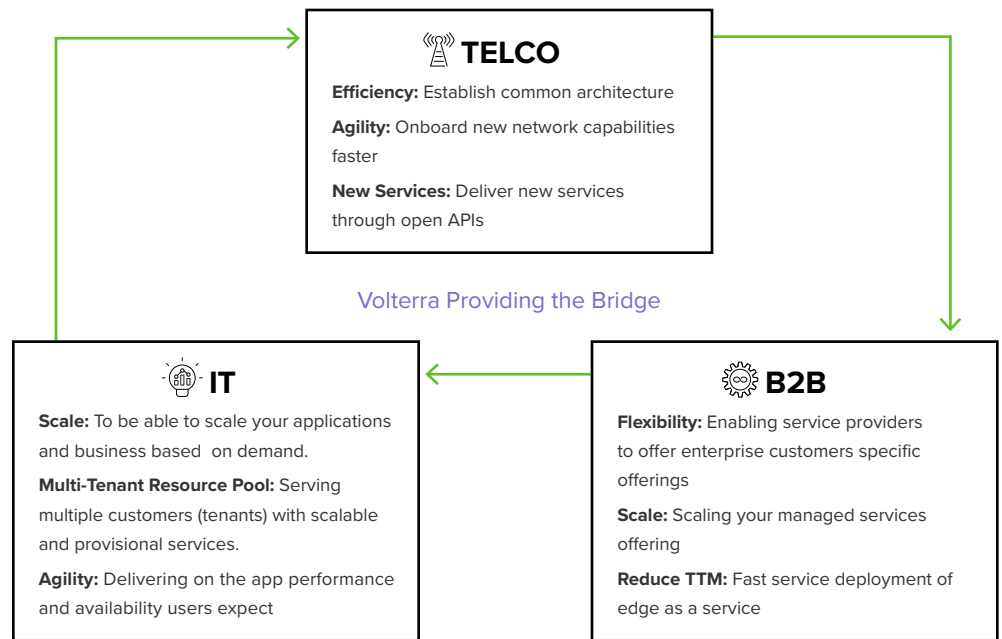 TELCO
Efficiency: Establish common architecture
Agility: Onboard new network capabilities
faster
New Services: Deliver new services
through open APIs
Volterra Providing the Bridge
IT
Scale: To be able to scale your applications
and business based  on demand.
Multi-Tenant Resource Pool: Serving
multiple customers (tenants) with scalable
and provisional services.
Agility: Delivering on the app performance
and availability users expect
B2B
Flexibility: Enabling service providers
to offer enterprise customers specific
offerings
Scale: Scaling your managed services
offering
Reduce TTM: Fast service deployment of
edge as a service